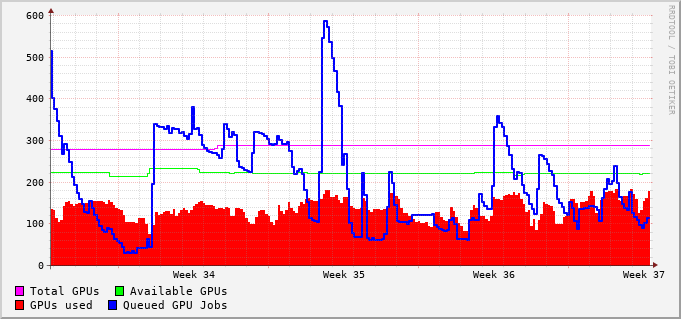 RRDTOOL / TOBI OETIKER
600
500
400
300
200
100
0
Week 34 Week 35 Week 36 Week 37
Total GPUs Available GPUs
GPUs used Queued GPU Jobs